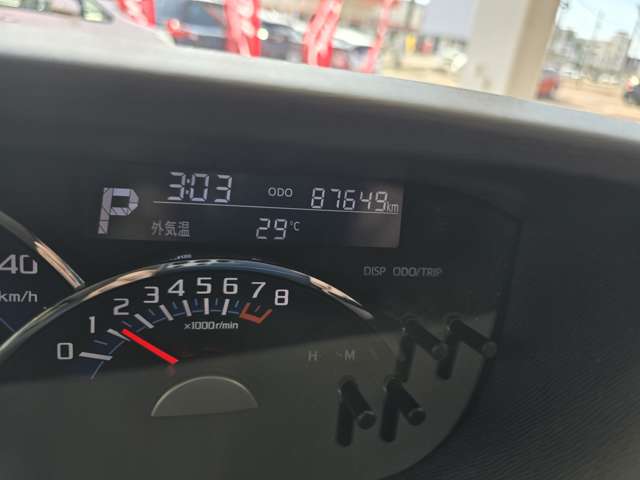 3:03 ODO 87649km
P
外気温 29℃
40
km/h
DISP ODO/TRIP
0 1 2 3 4 5 6 7 8
×1000r/min
H M